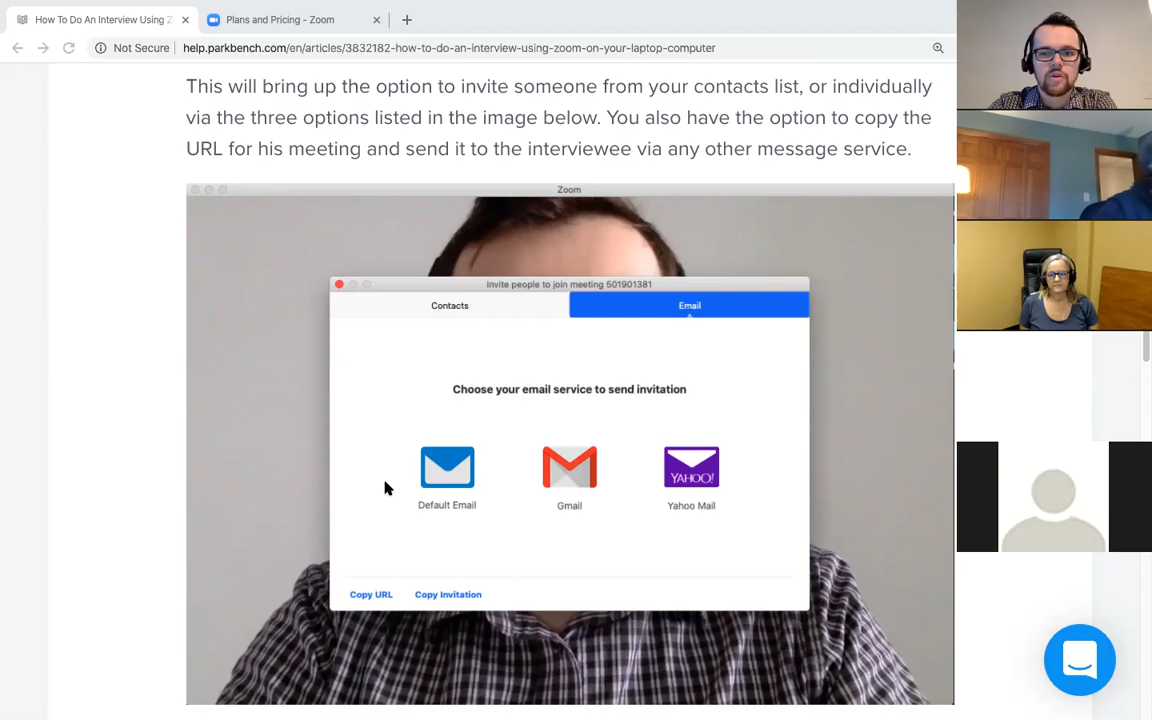 How To Do An Interview Using Z
Plans and Pricing - Zoom
Not Secure
help.parkbench.com/en/articles/3832182-how-to-do-an-interview-using-zoom-on-your-laptop-computer
This will bring up the option to invite someone from your contacts list, or individually
via the three options listed in the image below. You also have the option to copy the
URL for his meeting and send it to the interviewee via any other message service.
Zoom
Invite people to join meeting 501901381
Contacts
Email
Choose your email service to send invitation
YAHOO!
Default Email
Gmail
Yahoo Mail
Copy URL
Copy Invitation